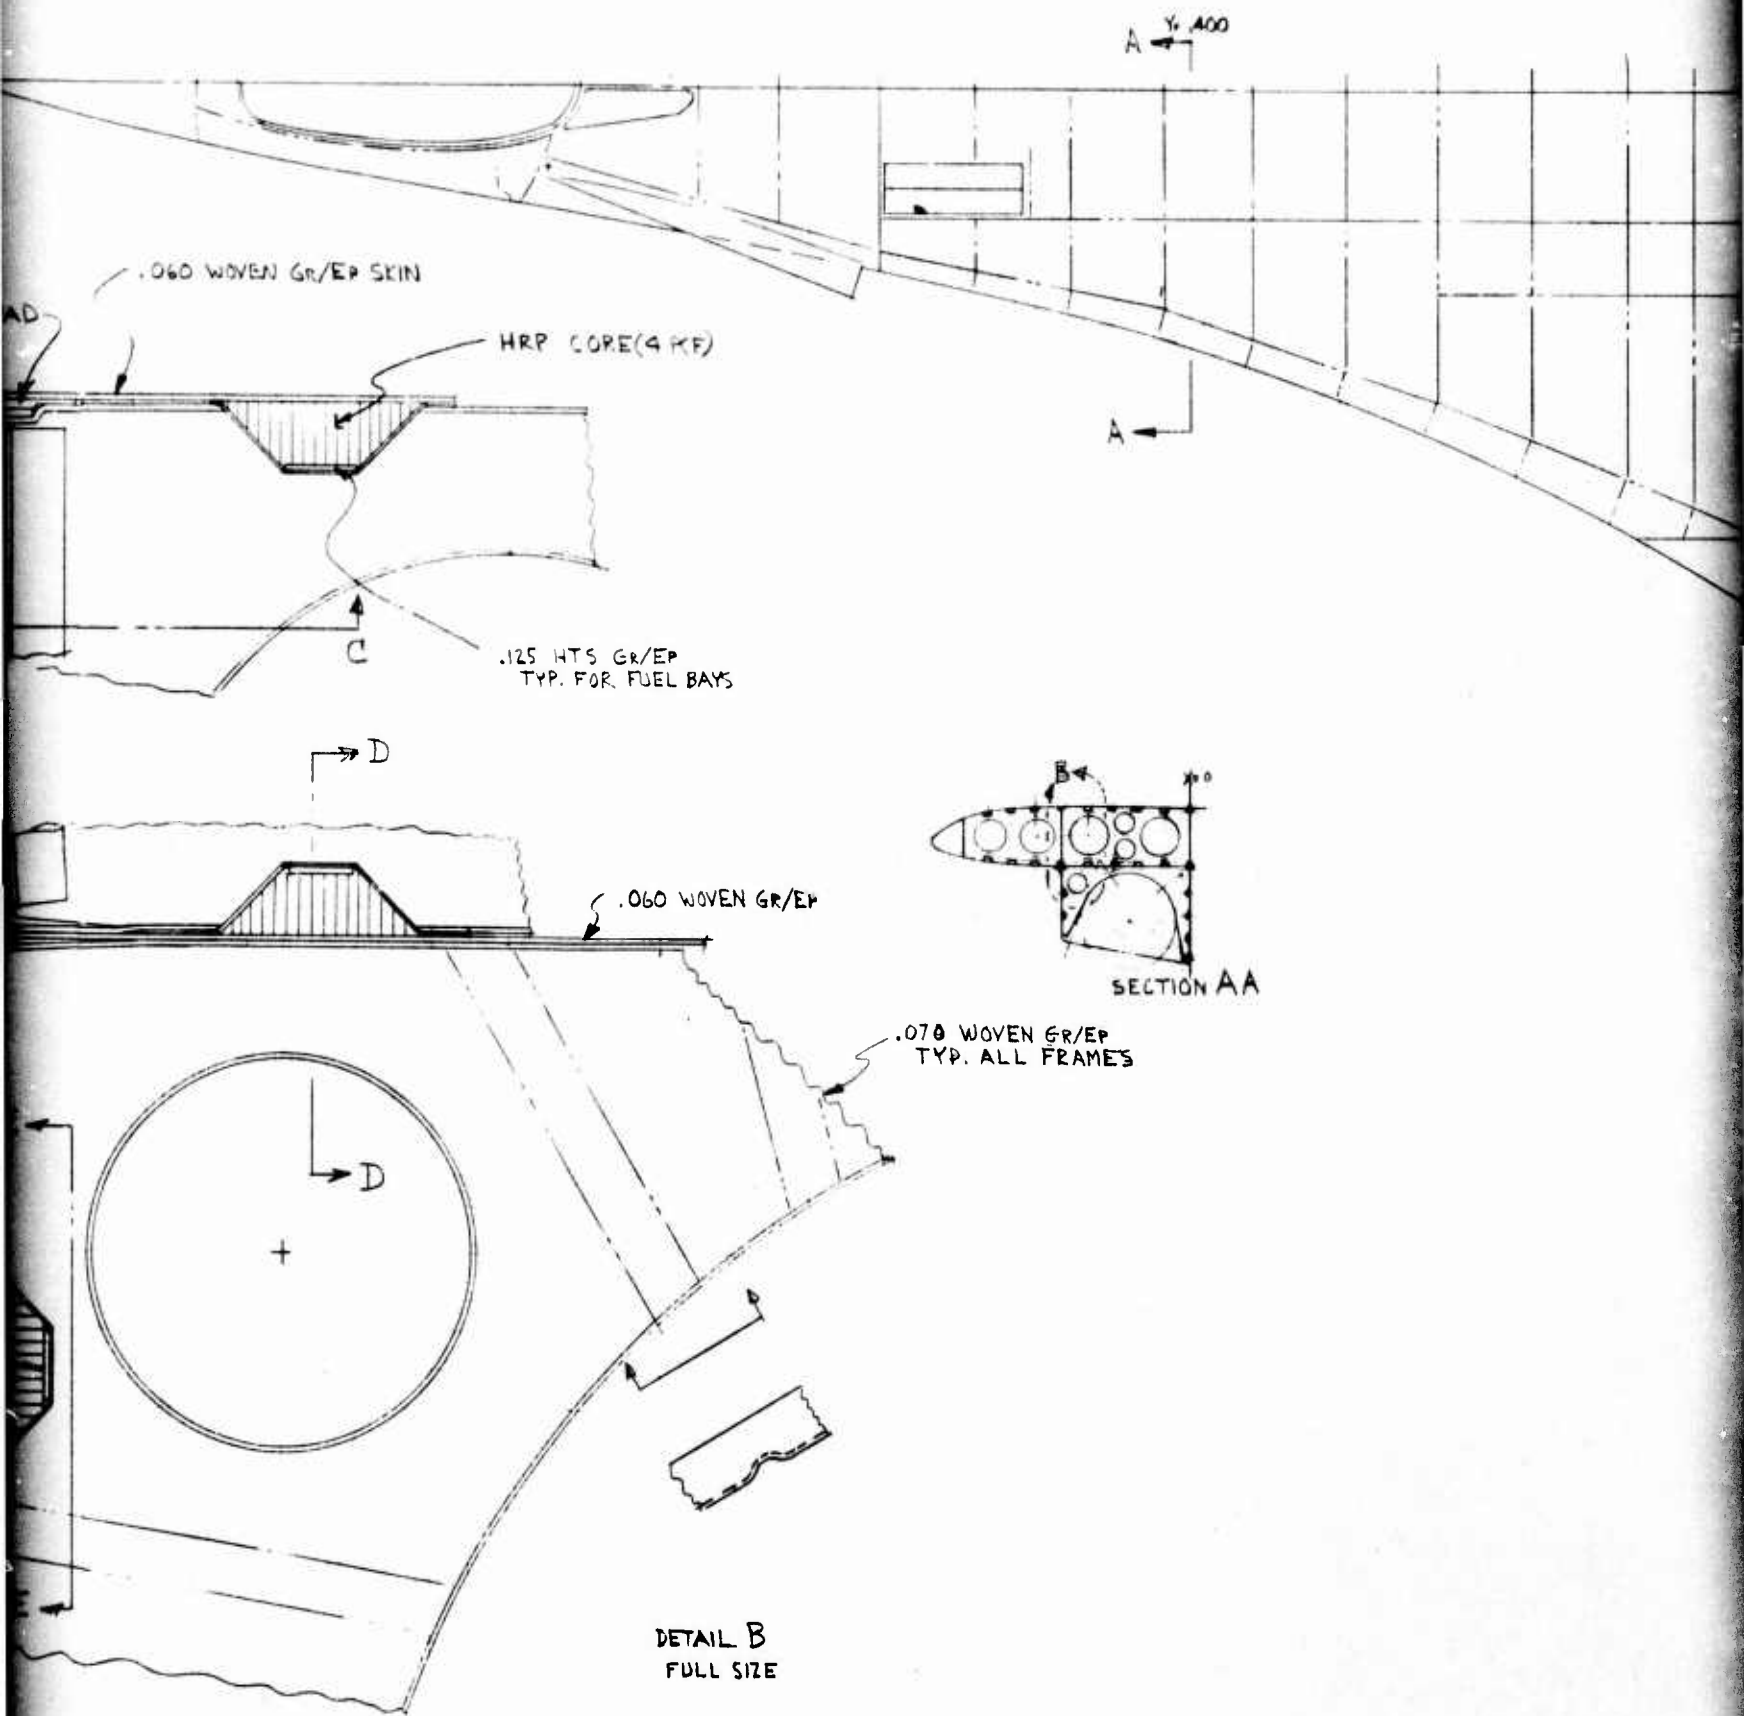 A
.400
.060 WOVEN GR/EP SKIN
AD
HRP CORE (4
A
C
.125 HTS GR/EP
TYP. FOR FUEL BAYS
D
B
.060 WOVEN GR/EP
SECTION AA
.070 WOVEN GR/EP
TYP. ALL FRAMES
D
DETAIL B
FULL SIZE